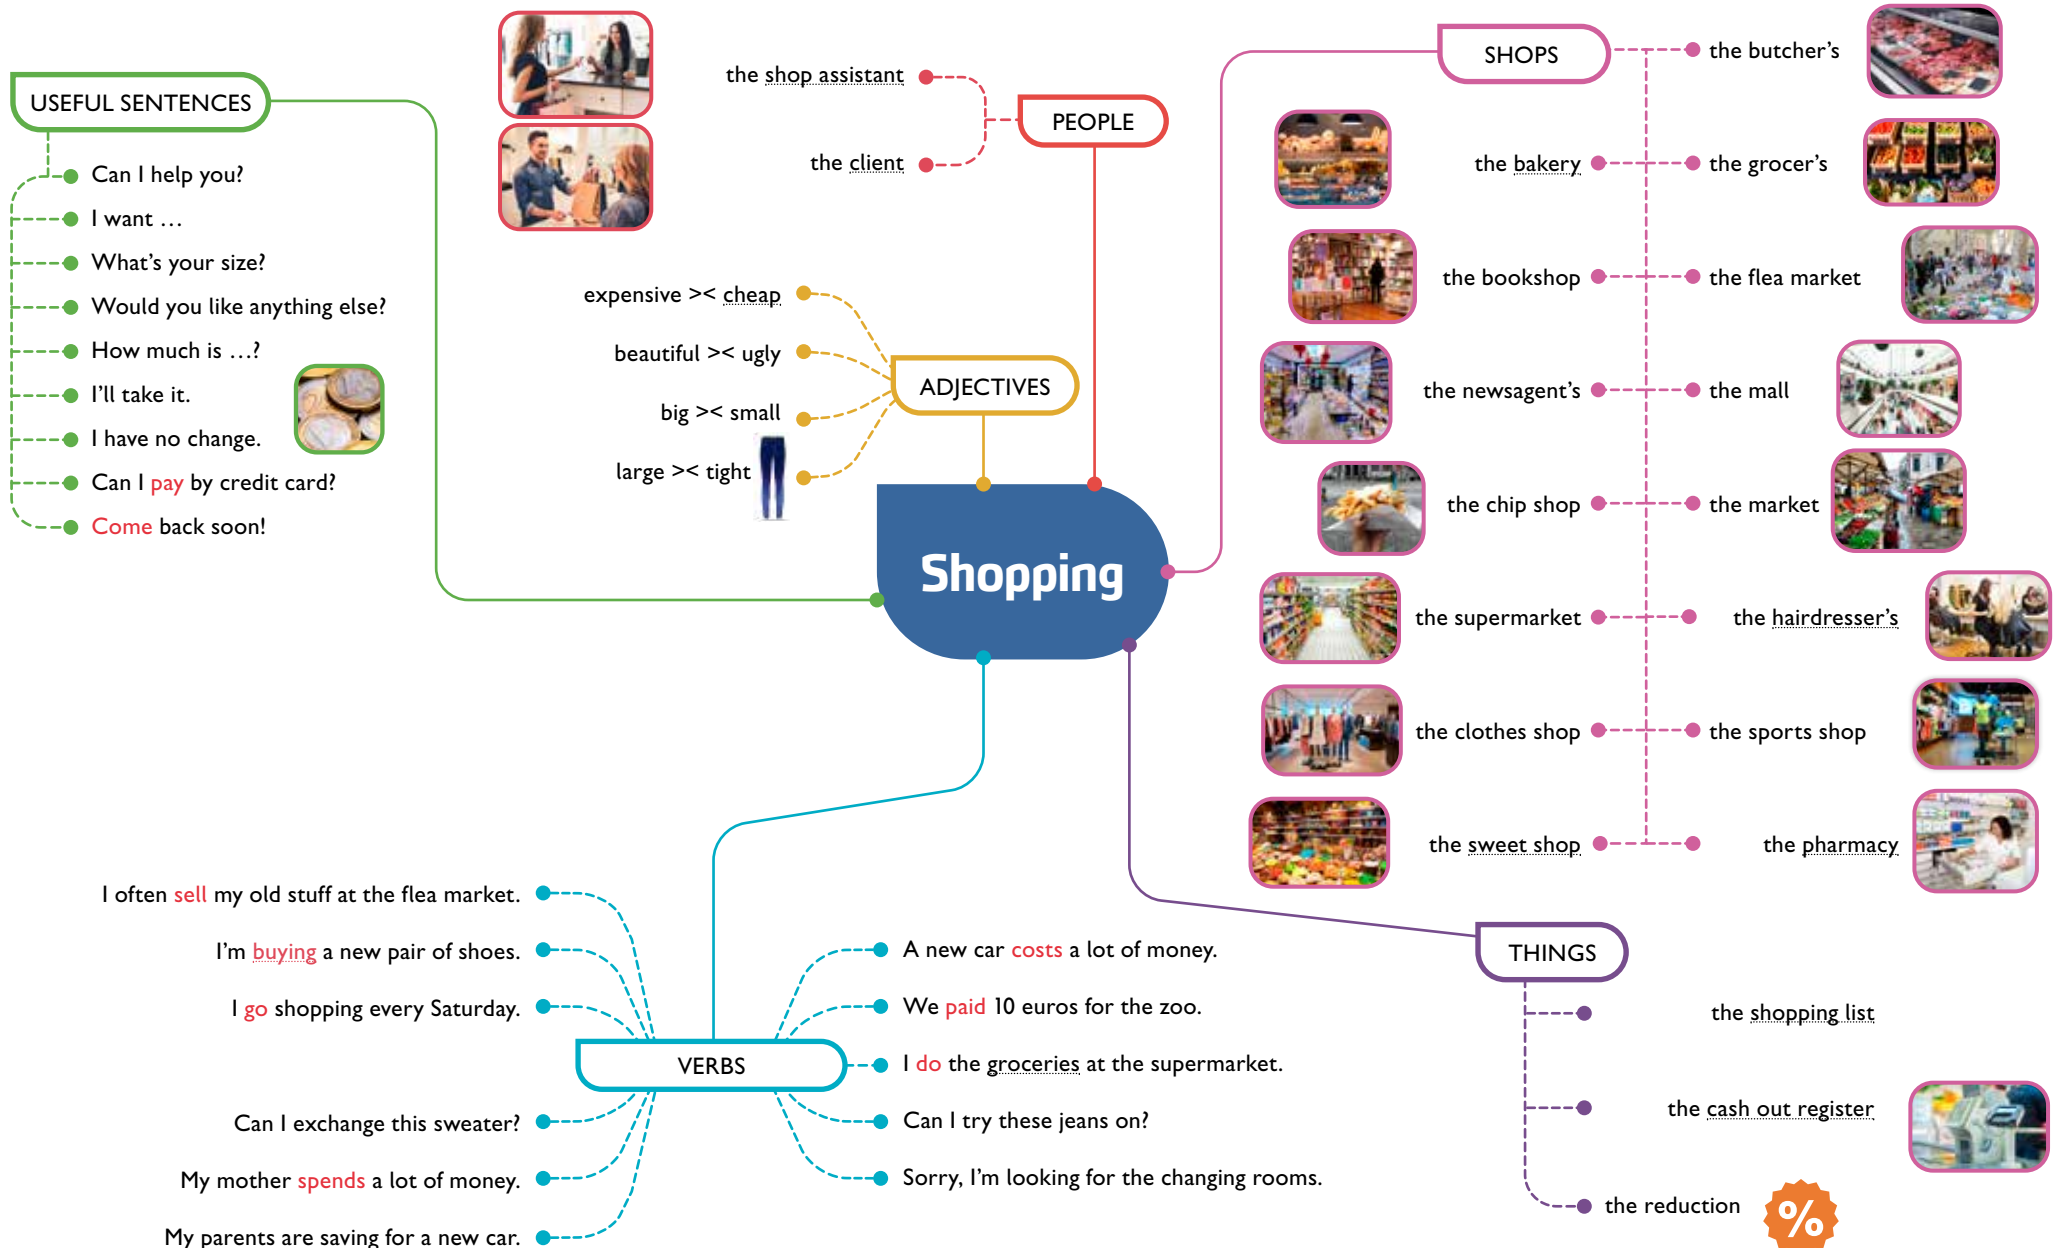 USEFUL SENTENCES
Can I help you?
I want …
What's your size?
Would you like anything else?
How much is …?
I'll take it.
I have no change.
Can I pay by credit card?
Come back soon!
PEOPLE
the shop assistant
the client
ADJECTIVES
expensive >< cheap
beautiful >< ugly
big >< small
large >< tight
Shopping
SHOPS
the butcher's
the bakery
the grocer's
the bookshop
the flea market
the newsagent's
the mall
the chip shop
the market
the supermarket
the hairdresser's
the clothes shop
the sports shop
the sweet shop
the pharmacy
VERBS
I often sell my old stuff at the flea market.
I'm buying a new pair of shoes.
I go shopping every Saturday.
Can I exchange this sweater?
My mother spends a lot of money.
My parents are saving for a new car.
A new car costs a lot of money.
We paid 10 euros for the zoo.
I do the groceries at the supermarket.
Can I try these jeans on?
Sorry, I'm looking for the changing rooms.
THINGS
the shopping list
the cash out register
the reduction
%